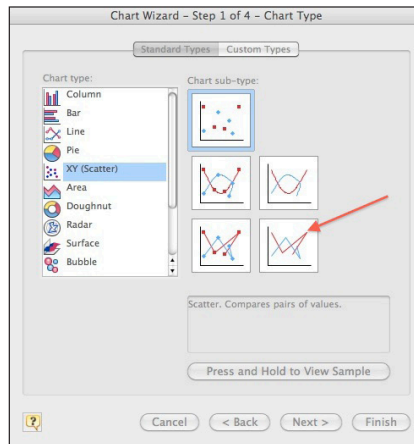 Chart Wizard – Step 1 of 4 – Chart Type
Standard Types
Custom Types
Chart type:
Column
Bar
Line
Pie
XY (Scatter)
Area
Doughnut
Radar
Surface
Bubble
Chart sub-type:
Scatter. Compares pairs of values.
Press and Hold to View Sample
?
Cancel
< Back
Next >
Finish